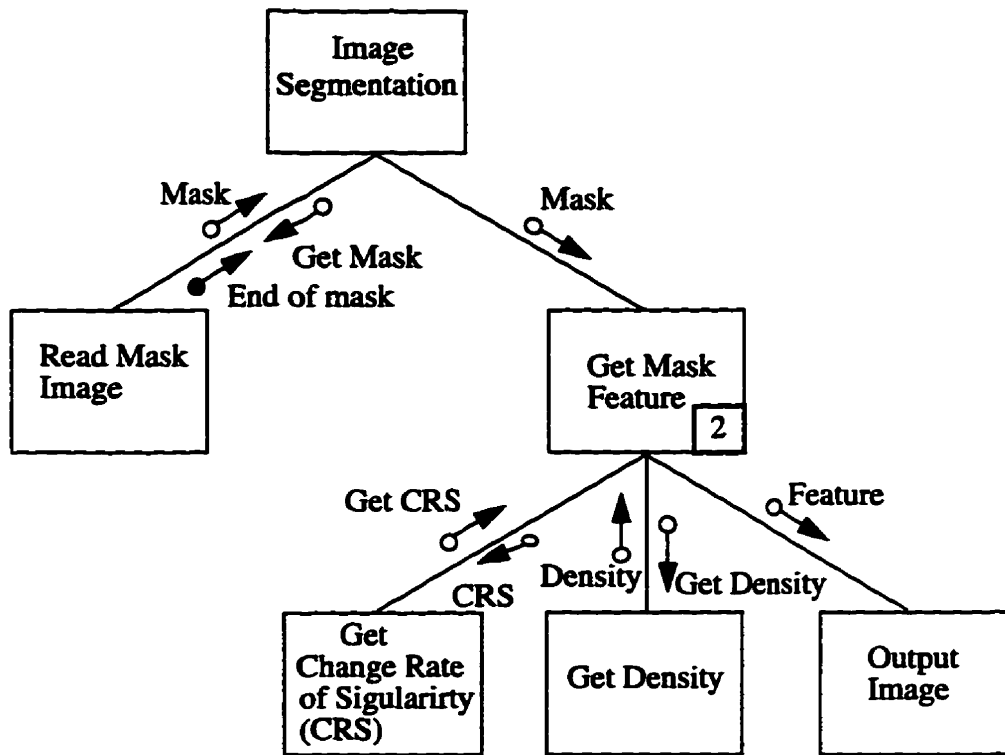 Image
Segmentation
Mask
Mask
Get Mask
End of mask
Read Mask
Image
Get Mask
Feature
2
Get CRS
Feature
CRS
Density
Get Density
Get
Change Rate
of Sigularirty
(CRS)
Get Density
Output
Image